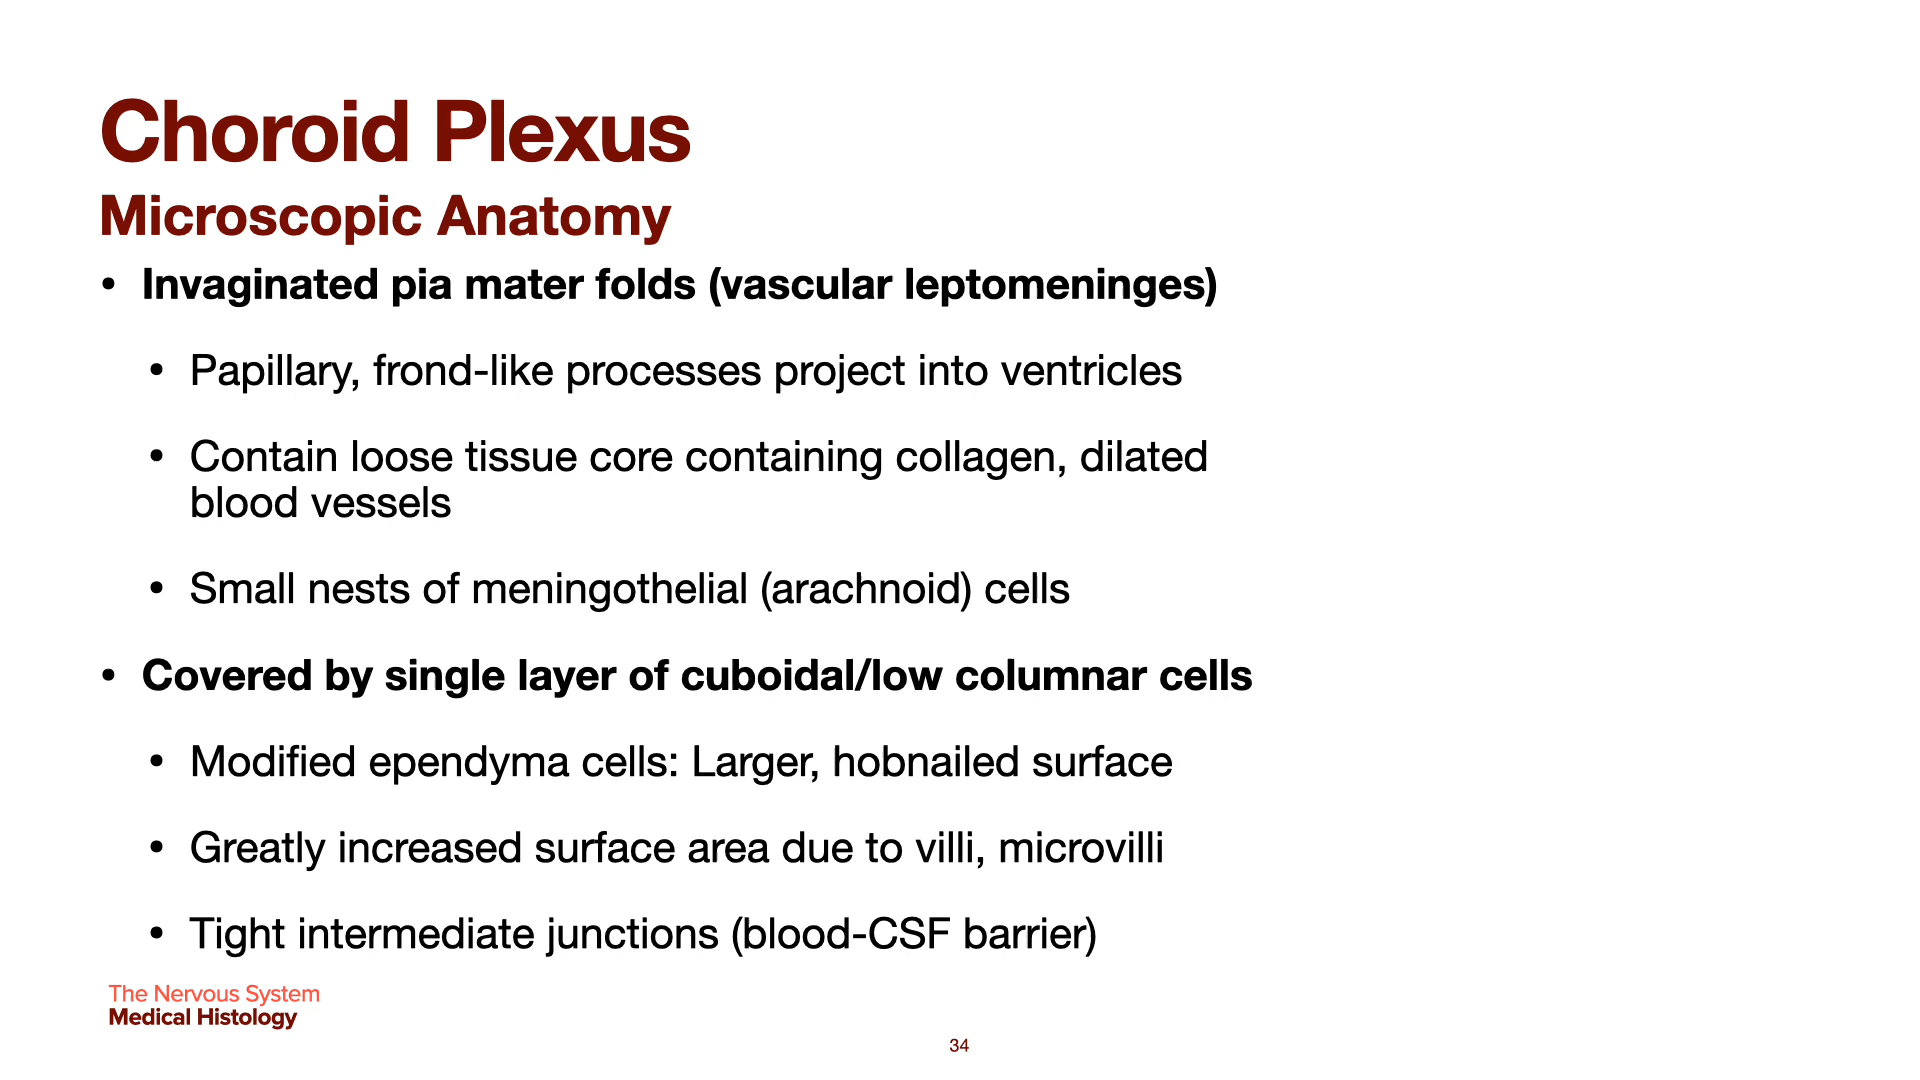 Choroid Plexus
Microscopic Anatomy
• Invaginated pia mater folds (vascular leptomeninges)
• Papillary, frond-like processes project into ventricles
• Contain loose tissue core containing collagen, dilated
blood vessels
• Small nests of meningothelial (arachnoid) cells
• Covered by single layer of cuboidal/low columnar cells
• Modified ependyma cells: Larger, hobnailed surface
• Greatly increased surface area due to villi, microvilli
• Tight intermediate junctions (blood-CSF barrier)
The Nervous System
Medical Histology
34